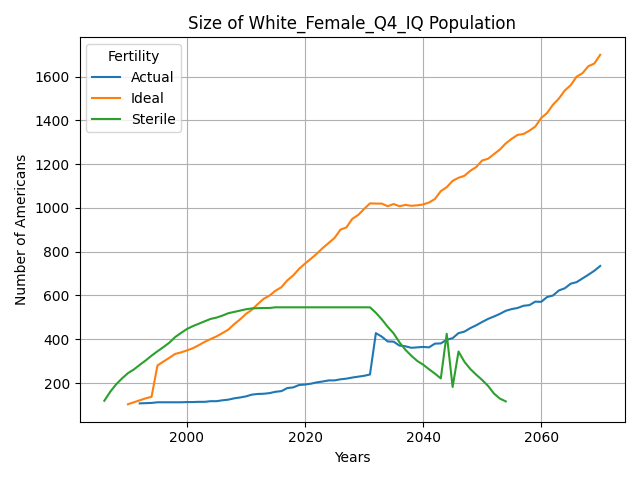 Size of White_Female_Q4_IQ Population
Fertility
Actual
Ideal
Sterile
Number of Americans
1600
1400
1200
1000
800
600
400
200
2000
2020
2040
2060
Years